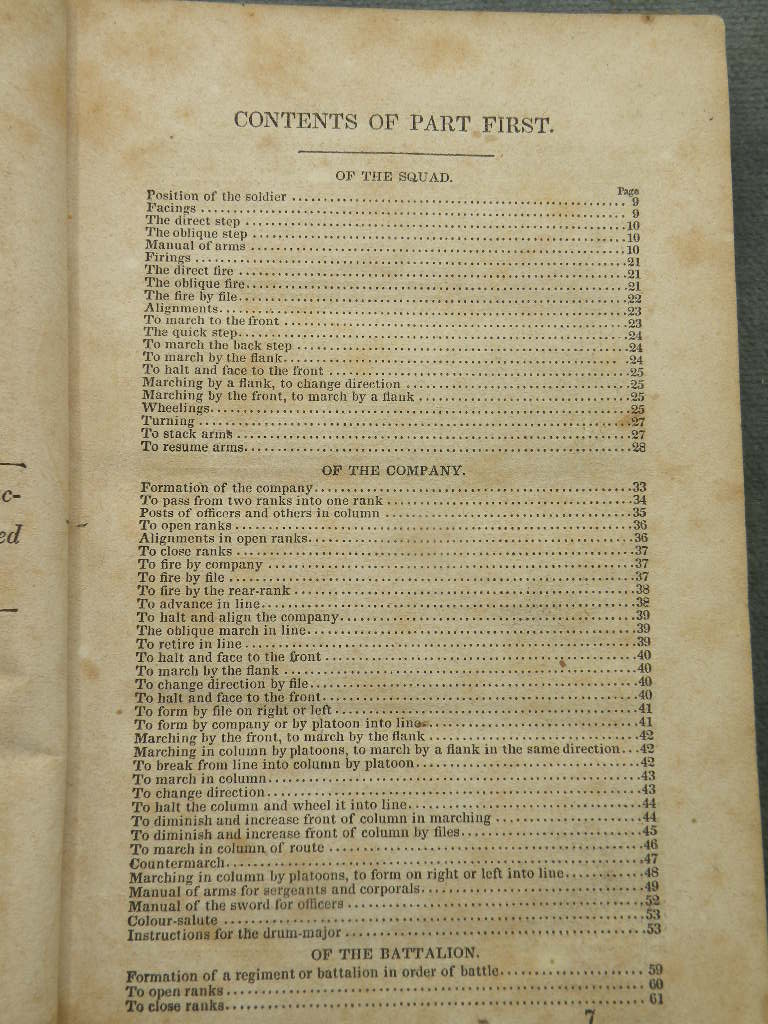 CONTENTS OF PART FIRST.
OF THE SQUAD.
Page
Position of the soldier ........ 9
Facings ........ 9
The direct step ........ 10
The oblique step ........ 10
Manual of arms ........ 10
Firings ........ 21
The direct fire ........ 21
The oblique fire ........ 21
The fire by file ........ 22
Alignments ........ 23
To march to the front ........ 23
The quick step ........ 24
To march the back step ........ 24
To march by the flank ........ 24
To halt and face to the front ........ 25
Marching by a flank, to change direction ........ 25
Marching by the front, to march by a flank ........ 25
Wheelings ........ 25
Turning ........ 27
To stack arms ........ 27
To resume arms ........ 28
OF THE COMPANY.
Formation of the company ........ 33
To pass from two ranks into one rank ........ 34
Posts of officers and others in column ........ 35
To open ranks ........ 36
Alignments in open ranks ........ 36
To close ranks ........ 37
To fire by company ........ 37
To fire by file ........ 37
To fire by the rear-rank ........ 38
To advance in line ........ 38
To halt and align the company ........ 39
The oblique march in line ........ 39
To retire in line ........ 39
To halt and face to the front ........ 40
To march by the flank ........ 40
To change direction by file ........ 40
To halt and face to the front ........ 40
To form by file on right or left ........ 41
To form by company or by platoon into line ........ 41
Marching by the front, to march by the flank ........ 42
Marching in column by platoons, to march by a flank in the same direction ... 42
To break from line into column by platoon ........ 42
To march in column ........ 43
To change direction ........ 43
To halt the column and wheel it into line ........ 44
To diminish and increase front of column in marching ........ 44
To diminish and increase front of column by files ........ 45
To march in column of route ........ 46
Countermarch ........ 47
Marching in column by platoons, to form on right or left into line ........ 48
Manual of arms for sergeants and corporals ........ 49
Manual of the sword for officers ........ 52
Colour-salute ........ 53
Instructions for the drum-major ........ 53
OF THE BATTALION.
Formation of a regiment or battalion in order of battle ........ 59
To open ranks ........ 60
To close ranks ........ 61
7
c-
ed